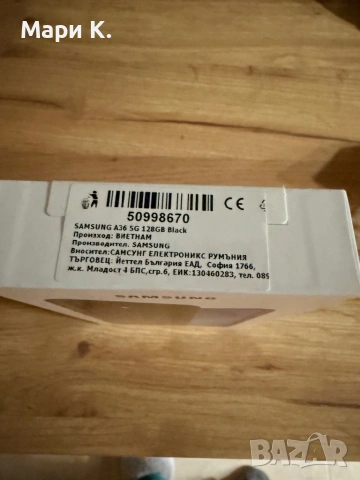 Мари К.
50998670
SAMSUNG A36 5G 128GB Black
Произход: ВИЕТНАМ
Производител. SAMSUNG
Вносител:САМСУНГ ЕЛЕКТРОНИКС РУМЪНИЯ
ТЪРГОВЕЦ: Йеттел България ЕАД, София 1766,
ж.к. Младост 4 БПС,сгр.6, ЕИК:130460283, тел. 089
SAMSUNG
BAZAR